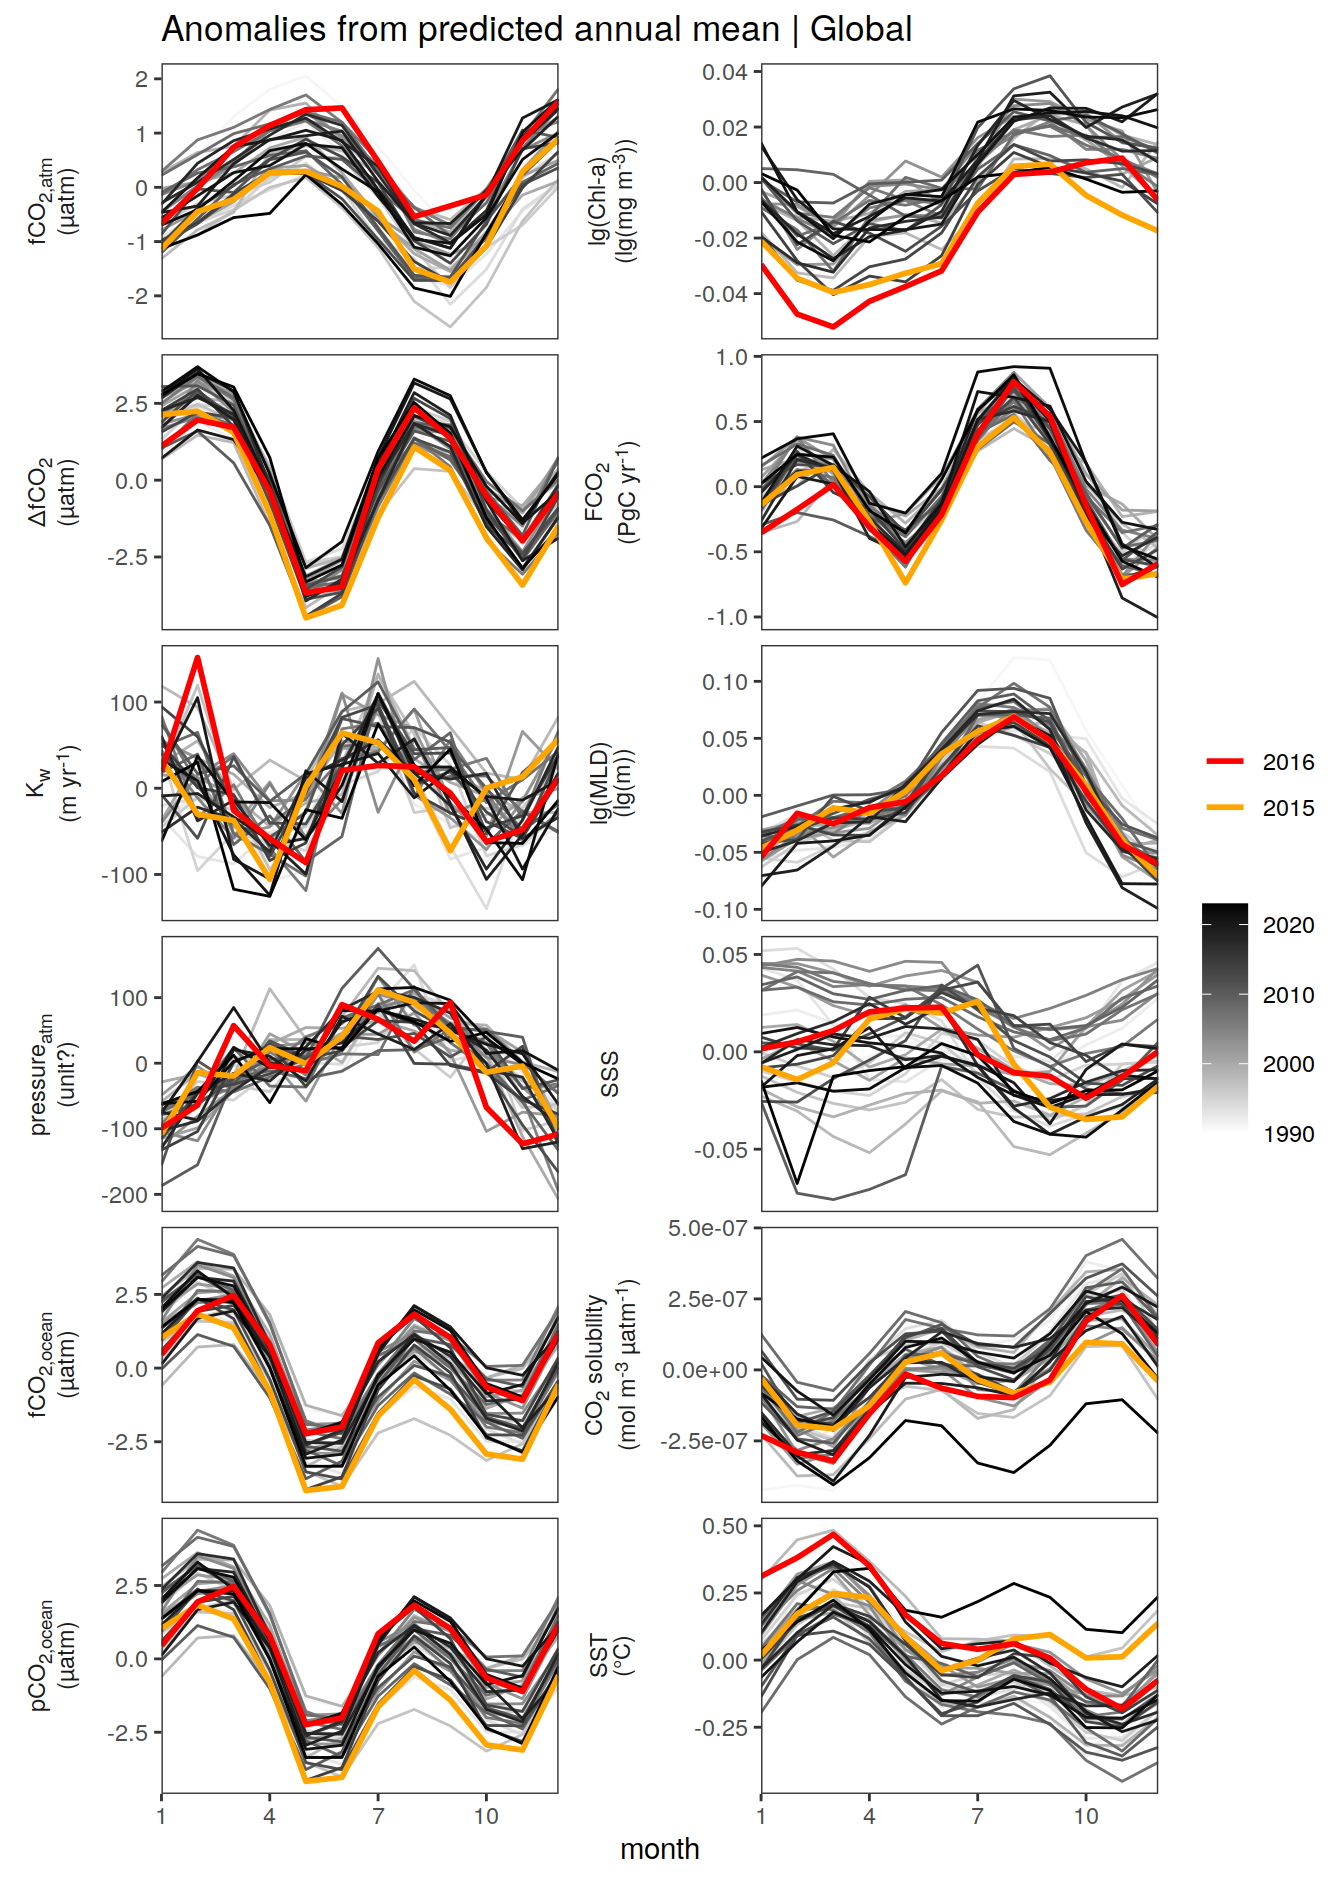 Anomalies from predicted annual mean | Global
fCO2,atm
(µatm)
2
1
0
-1
-2
lg(Chl-a)
(lg(mg m-3))
0.04
0.02
0.00
-0.02
-0.04
ΔfCO2
(µatm)
2.5
0.0
-2.5
FCO2
(PgC yr-1)
1.0
0.5
0.0
-0.5
-1.0
Kw
(m yr-1)
100
0
-100
lg(MLD)
(lg(m))
0.10
0.05
0.00
-0.05
-0.10
pressureatm
(unit?)
100
0
-100
-200
SSS
0.05
0.00
-0.05
fCO2,ocean
(µatm)
2.5
0.0
-2.5
CO2 solubility
(mol m-3 µatm-1)
5.0e-07
2.5e-07
0.0e+00
-2.5e-07
pCO2,ocean
(µatm)
2.5
0.0
-2.5
SST
(°C)
0.50
0.25
0.00
-0.25
1 4 7 10
1 4 7 10
month
2016
2015
2020
2010
2000
1990